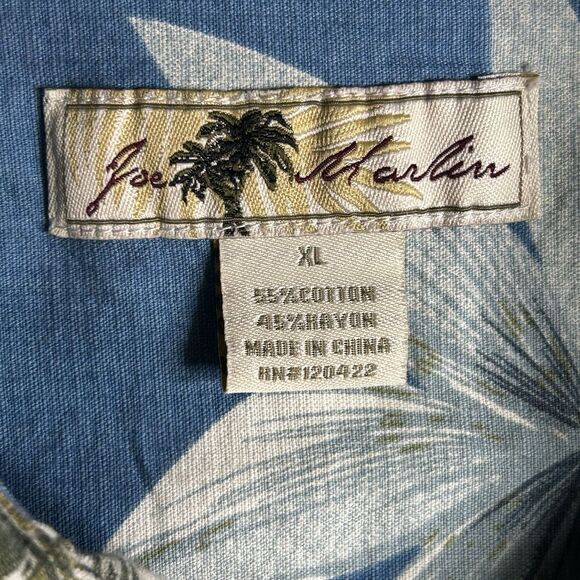 Joe Marlin
XL
55%COTTON
45%RAYON
MADE IN CHINA
RN#120422